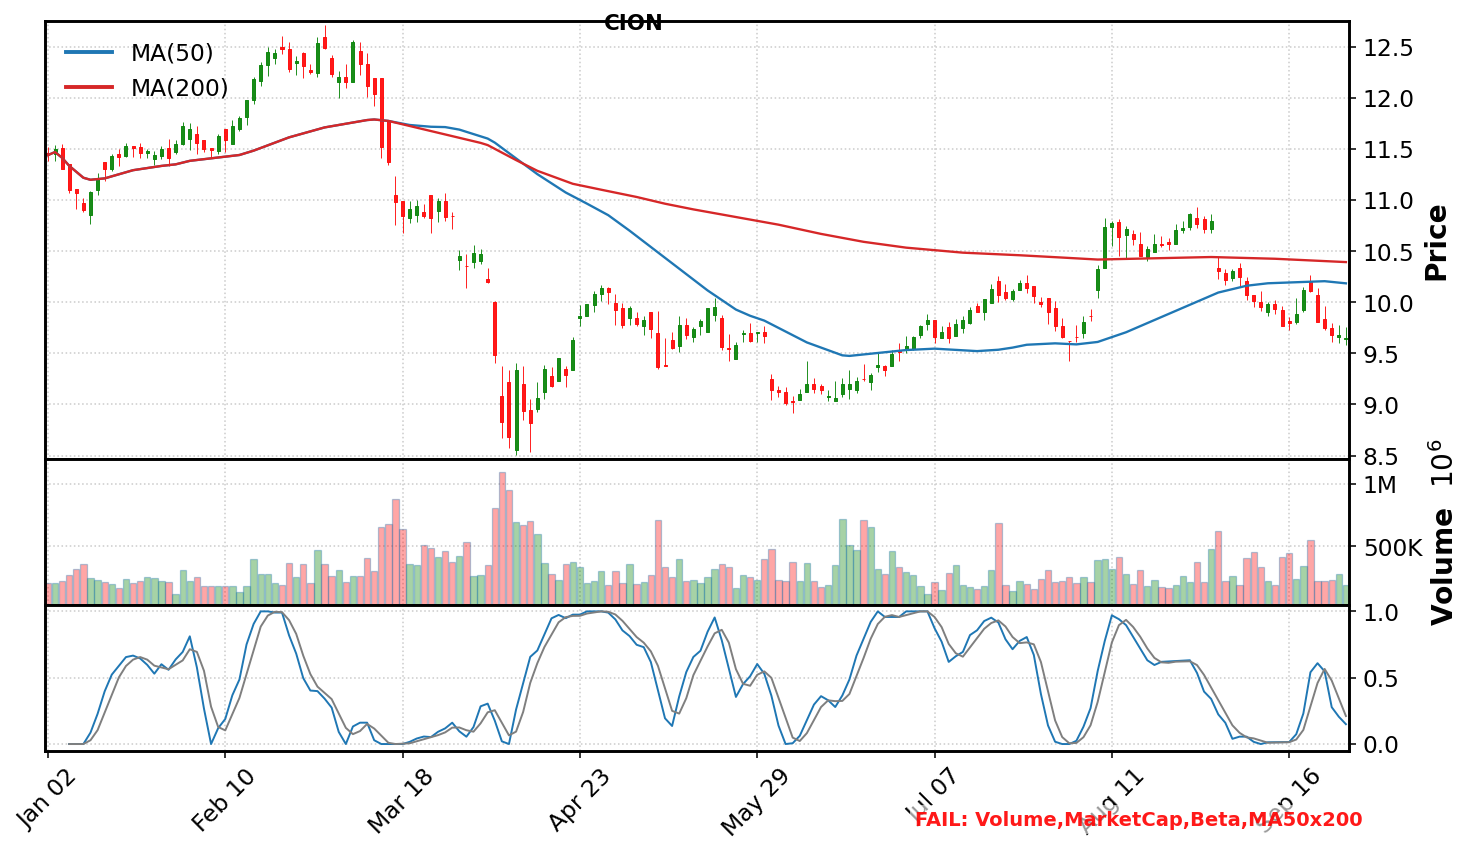 CION
MA(50)
MA(200)
12.5
12.0
11.5
11.0
10.5
10.0
9.5
9.0
8.5
Price
1M
500K
Volume 10^6
1.0
0.5
0.0
Jan 02
Feb 10
Mar 18
Apr 23
May 29
Jul 07
Aug 11
Sep 16
FAIL: Volume,MarketCap,Beta,MA50x200